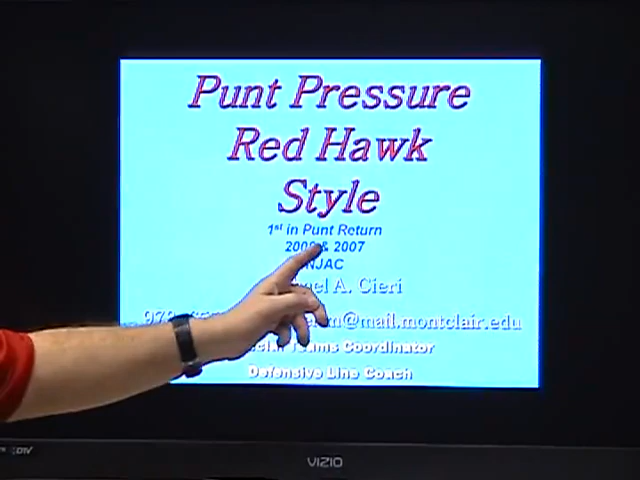 Punt Pressure
Red Hawk
Style
1st in Punt Return
& 2007
NJAC
A. Cieri
@mail.montclair.edu
Teams Coordinator
Defensive Line Coach
VIZIO